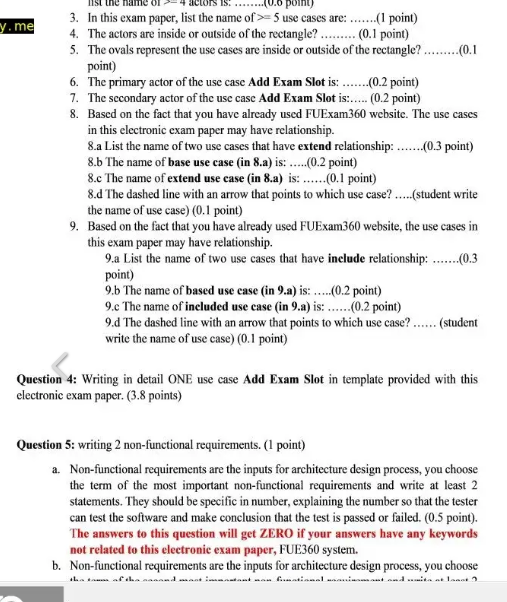 list the name of >= 4 actors is: ........(0.6 point)
y.me
3. In this exam paper, list the name of >= 5 use cases are: .......(1 point)
4. The actors are inside or outside of the rectangle? ......... (0.1 point)
5. The ovals represent the use cases are inside or outside of the rectangle? .........(0.1
point)
6. The primary actor of the use case Add Exam Slot is: .......(0.2 point)
7. The secondary actor of the use case Add Exam Slot is:..... (0.2 point)
8. Based on the fact that you have already used FUExam360 website. The use cases
in this electronic exam paper may have relationship.
8.a List the name of two use cases that have extend relationship: .......(0.3 point)
8.b The name of base use case (in 8.a) is: .....(0.2 point)
8.c The name of extend use case (in 8.a) is: ......(0.1 point)
8.d The dashed line with an arrow that points to which use case? .....(student write
the name of use case) (0.1 point)
9. Based on the fact that you have already used FUExam360 website, the use cases in
this exam paper may have relationship.
9.a List the name of two use cases that have include relationship: .......(0.3
point)
9.b The name of based use case (in 9.a) is: .....(0.2 point)
9.c The name of included use case (in 9.a) is: ......(0.2 point)
9.d The dashed line with an arrow that points to which use case? ...... (student
write the name of use case) (0.1 point)
Question 4: Writing in detail ONE use case Add Exam Slot in template provided with this
electronic exam paper. (3.8 points)
Question 5: writing 2 non-functional requirements. (1 point)
a. Non-functional requirements are the inputs for architecture design process, you choose
the term of the most important non-functional requirements and write at least 2
statements. They should be specific in number, explaining the number so that the tester
can test the software and make conclusion that the test is passed or failed. (0.5 point).
The answers to this question will get ZERO if your answers have any keywords
not related to this electronic exam paper, FUE360 system.
b. Non-functional requirements are the inputs for architecture design process, you choose
the term of the second most important non-functional requirement and write at least 2